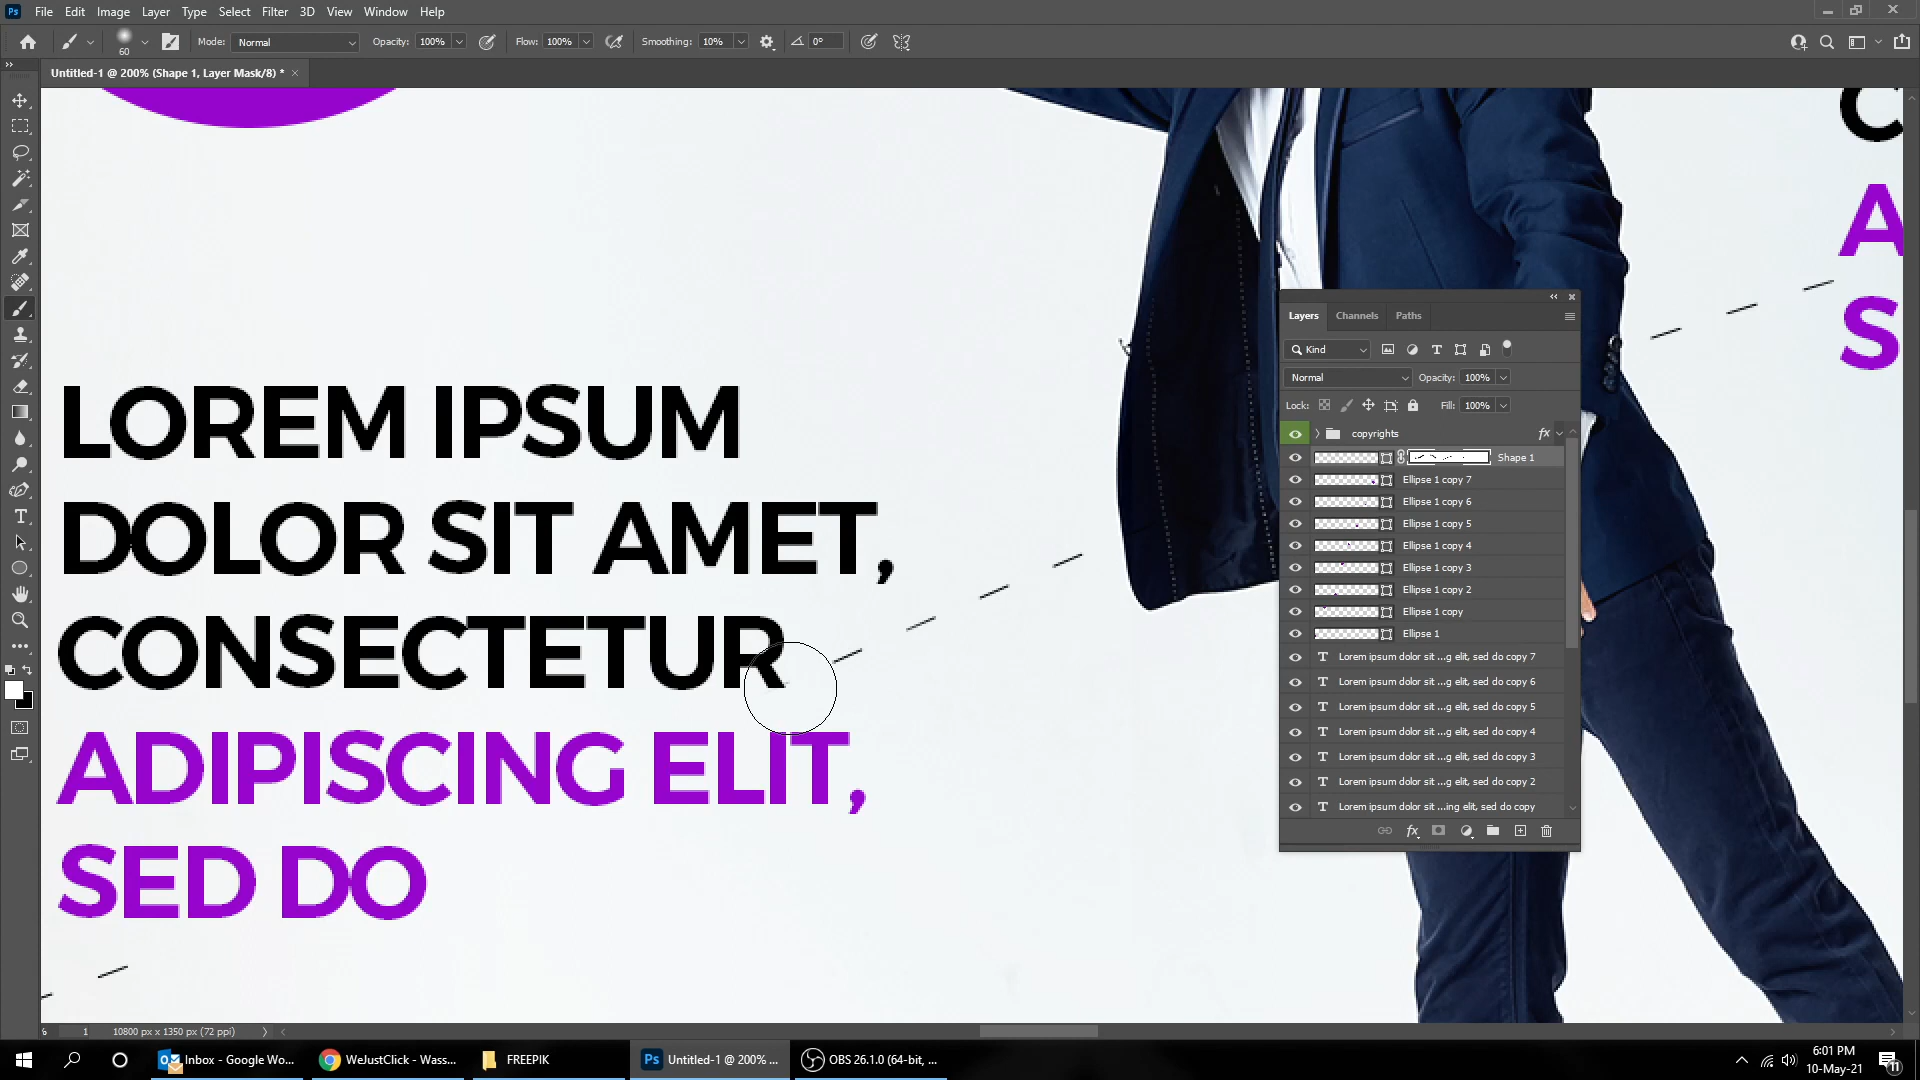 Ps File Edit Image Layer Type Select Filter 3D View Window Help
60 Mode: Normal Opacity: 100% Flow: 100% Smoothing: 10% 0°
Untitled-1 @ 200% (Shape 1, Layer Mask/8) *
C
A
S
LOREM IPSUM
DOLOR SIT AMET,
CONSECTETUR
ADIPISCING ELIT,
SED DO
Layers Channels Paths
Kind
Normal Opacity: 100%
Lock: Fill: 100%
copyrights fx
Shape 1
Ellipse 1 copy 7
Ellipse 1 copy 6
Ellipse 1 copy 5
Ellipse 1 copy 4
Ellipse 1 copy 3
Ellipse 1 copy 2
Ellipse 1 copy
Ellipse 1
T Lorem ipsum dolor sit ...g elit, sed do copy 7
T Lorem ipsum dolor sit ...g elit, sed do copy 6
T Lorem ipsum dolor sit ...g elit, sed do copy 5
T Lorem ipsum dolor sit ...g elit, sed do copy 4
T Lorem ipsum dolor sit ...g elit, sed do copy 3
T Lorem ipsum dolor sit ...g elit, sed do copy 2
T Lorem ipsum dolor sit ...ing elit, sed do copy
fx
1 10800 px x 1350 px (72 ppi)
Inbox - Google Wo... WeJustClick - Wass... FREEPIK Ps Untitled-1 @ 200% ... OBS 26.1.0 (64-bit, ...
6:01 PM
10-May-21
11